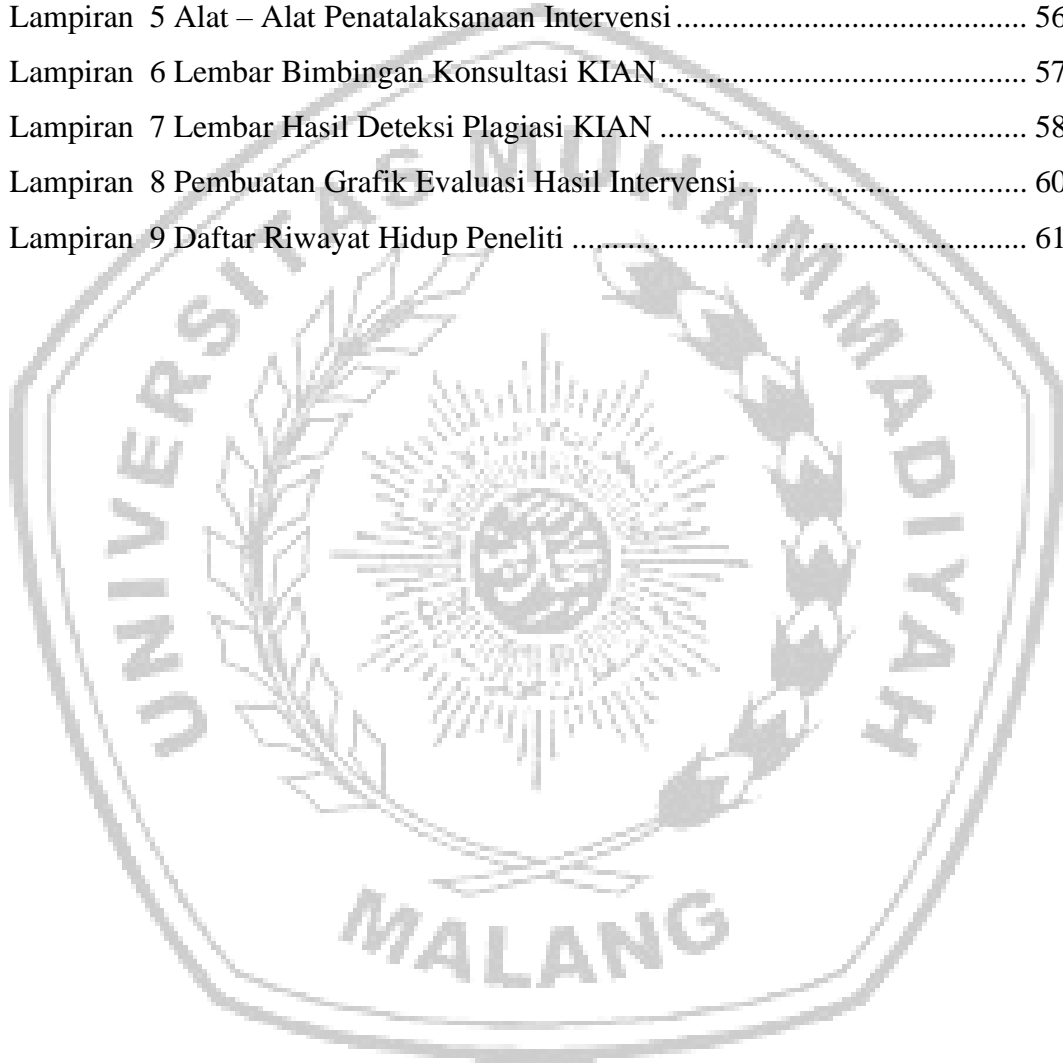 Lampiran 5 Alat – Alat Penatalaksanaan Intervensi ........................................... 56
Lampiran 6 Lembar Bimbingan Konsultasi KIAN ............................................. 57
Lampiran 7 Lembar Hasil Deteksi Plagiasi KIAN ............................................. 58
Lampiran 8 Pembuatan Grafik Evaluasi Hasil Intervensi................................... 60
Lampiran 9 Daftar Riwayat Hidup Peneliti ....................................................... 61
UNIVERSITAS MUHAMMADIYAH
MALANG